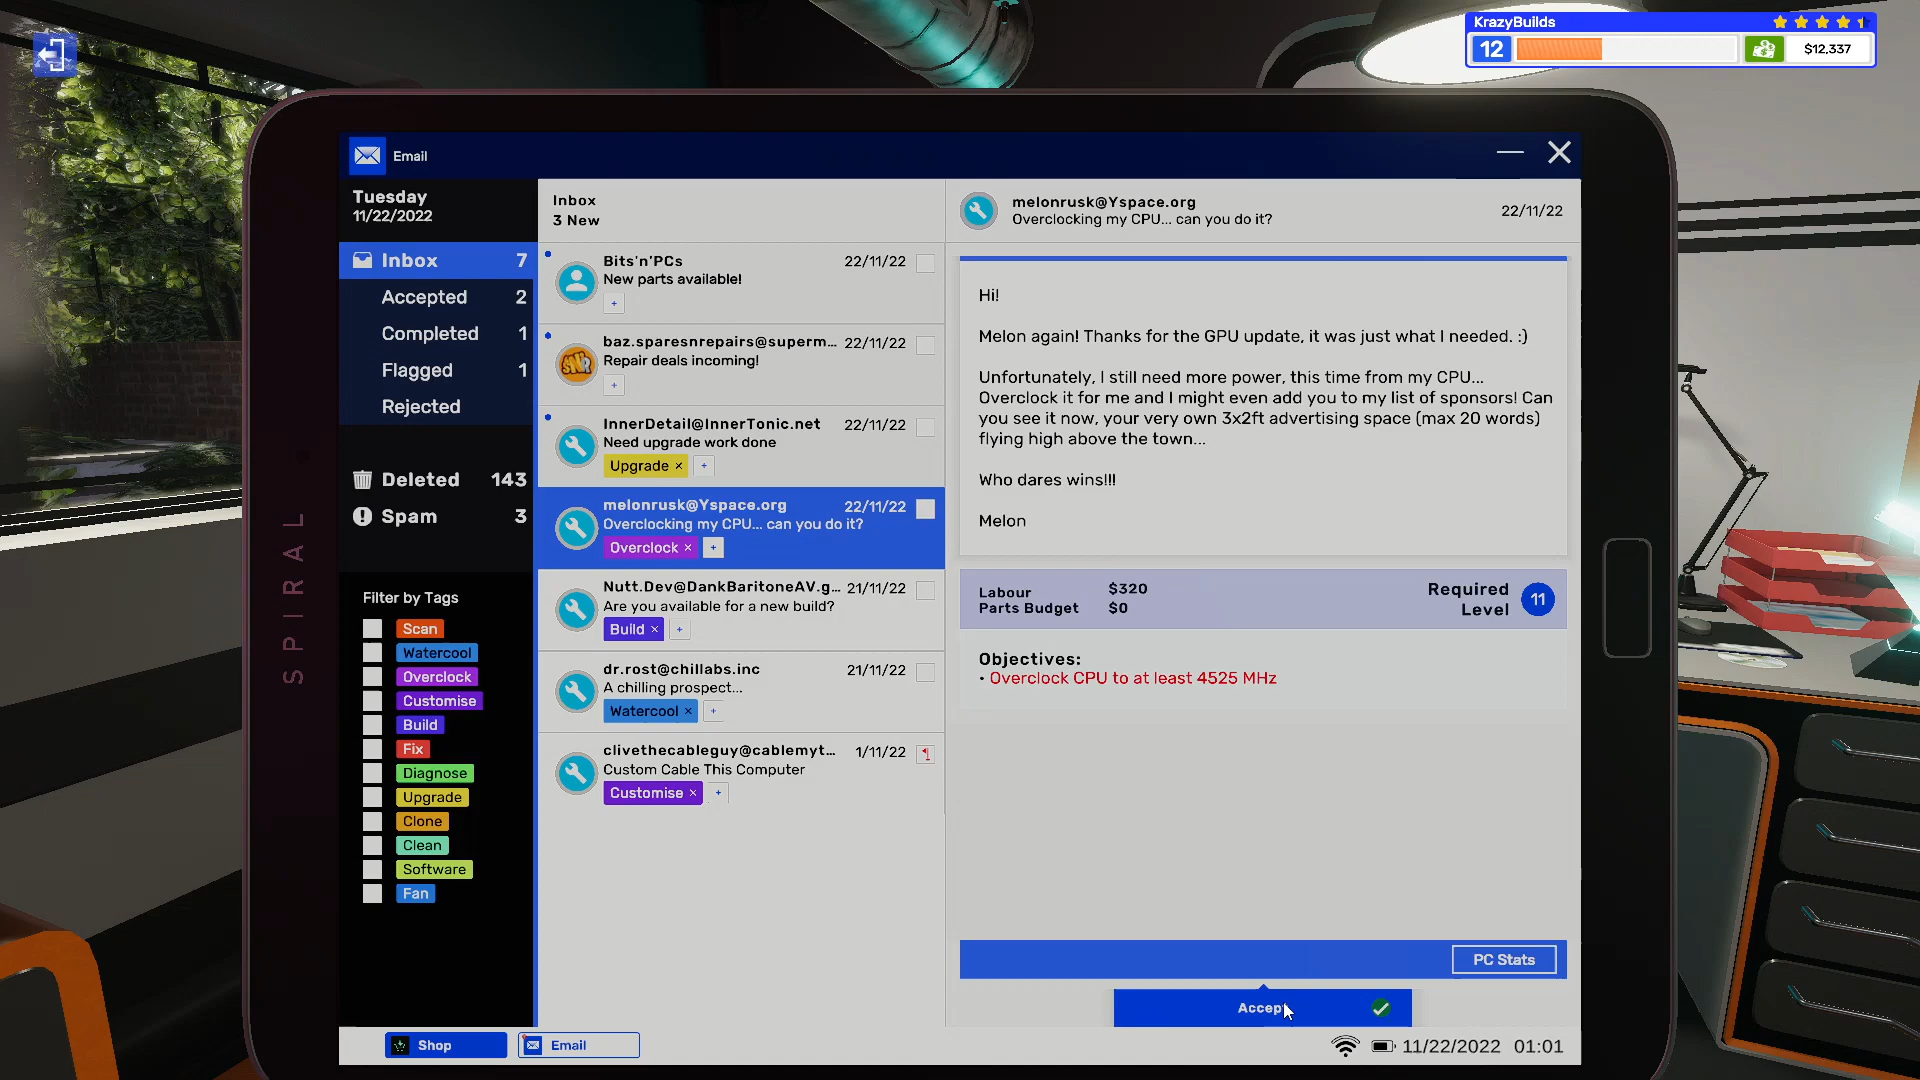 KrazyBuilds
12
$12,337
SPIRAL
Email
Tuesday
11/22/2022
Inbox 7
Accepted 2
Completed 1
Flagged 1
Rejected
Deleted 143
Spam 3
Filter by Tags
Scan
Watercool
Overclock
Customise
Build
Fix
Diagnose
Upgrade
Clone
Clean
Software
Fan
Inbox
3 New
Bits'n'PCs 22/11/22
New parts available!
+
baz.sparesnrepairs@superm... 22/11/22
SNR
Repair deals incoming!
+
InnerDetail@InnerTonic.net 22/11/22
Need upgrade work done
Upgrade × +
melonrusk@Yspace.org 22/11/22
Overclocking my CPU... can you do it?
Overclock × +
Nutt.Dev@DankBaritoneAV.g... 21/11/22
Are you available for a new build?
Build × +
dr.rost@chillabs.inc 21/11/22
A chilling prospect...
Watercool × +
clivethecableguy@cablemyt... 1/11/22
Custom Cable This Computer
Customise × +
melonrusk@Yspace.org
Overclocking my CPU... can you do it?
22/11/22
Hi!
Melon again! Thanks for the GPU update, it was just what I needed. :)
Unfortunately, I still need more power, this time from my CPU...
Overclock it for me and I might even add you to my list of sponsors! Can
you see it now, your very own 3x2ft advertising space (max 20 words)
flying high above the town...
Who dares wins!!!
Melon
Labour $320
Parts Budget $0
Required
Level 11
Objectives:
• Overclock CPU to at least 4525 MHz
PC Stats
Accept
Shop
Email
11/22/2022 01:01